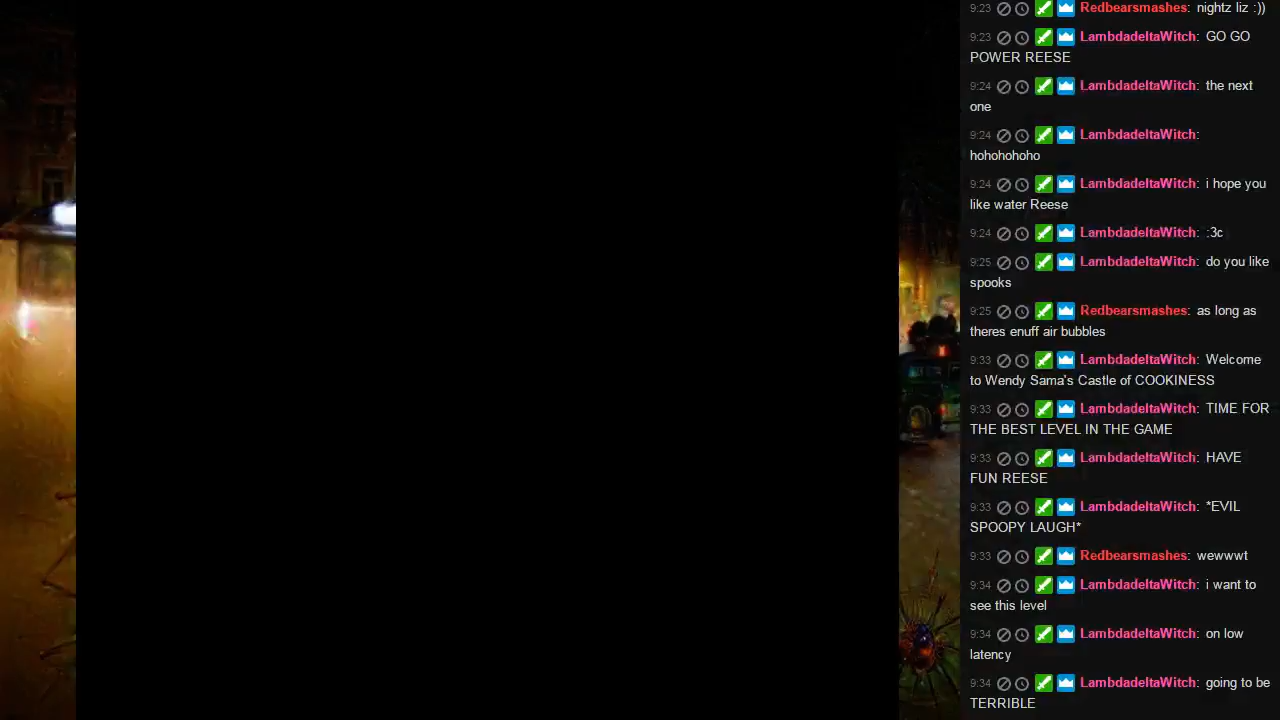 9:23 Redbearsmashes: nightz liz :))
9:23 LambdadeltaWitch: GO GO
POWER REESE
9:24 LambdadeltaWitch: the next
one
9:24 LambdadeltaWitch:
hohohohoho
9:24 LambdadeltaWitch: i hope you
like water Reese
9:24 LambdadeltaWitch: :3c
9:25 LambdadeltaWitch: do you like
spooks
9:25 Redbearsmashes: as long as
theres enuff air bubbles
9:33 LambdadeltaWitch: Welcome
to Wendy Sama's Castle of COOKINESS
9:33 LambdadeltaWitch: TIME FOR
THE BEST LEVEL IN THE GAME
9:33 LambdadeltaWitch: HAVE
FUN REESE
9:33 LambdadeltaWitch: *EVIL
SPOOPY LAUGH*
9:33 Redbearsmashes: wewwwt
9:34 LambdadeltaWitch: i want to
see this level
9:34 LambdadeltaWitch: on low
latency
9:34 LambdadeltaWitch: going to be
TERRIBLE